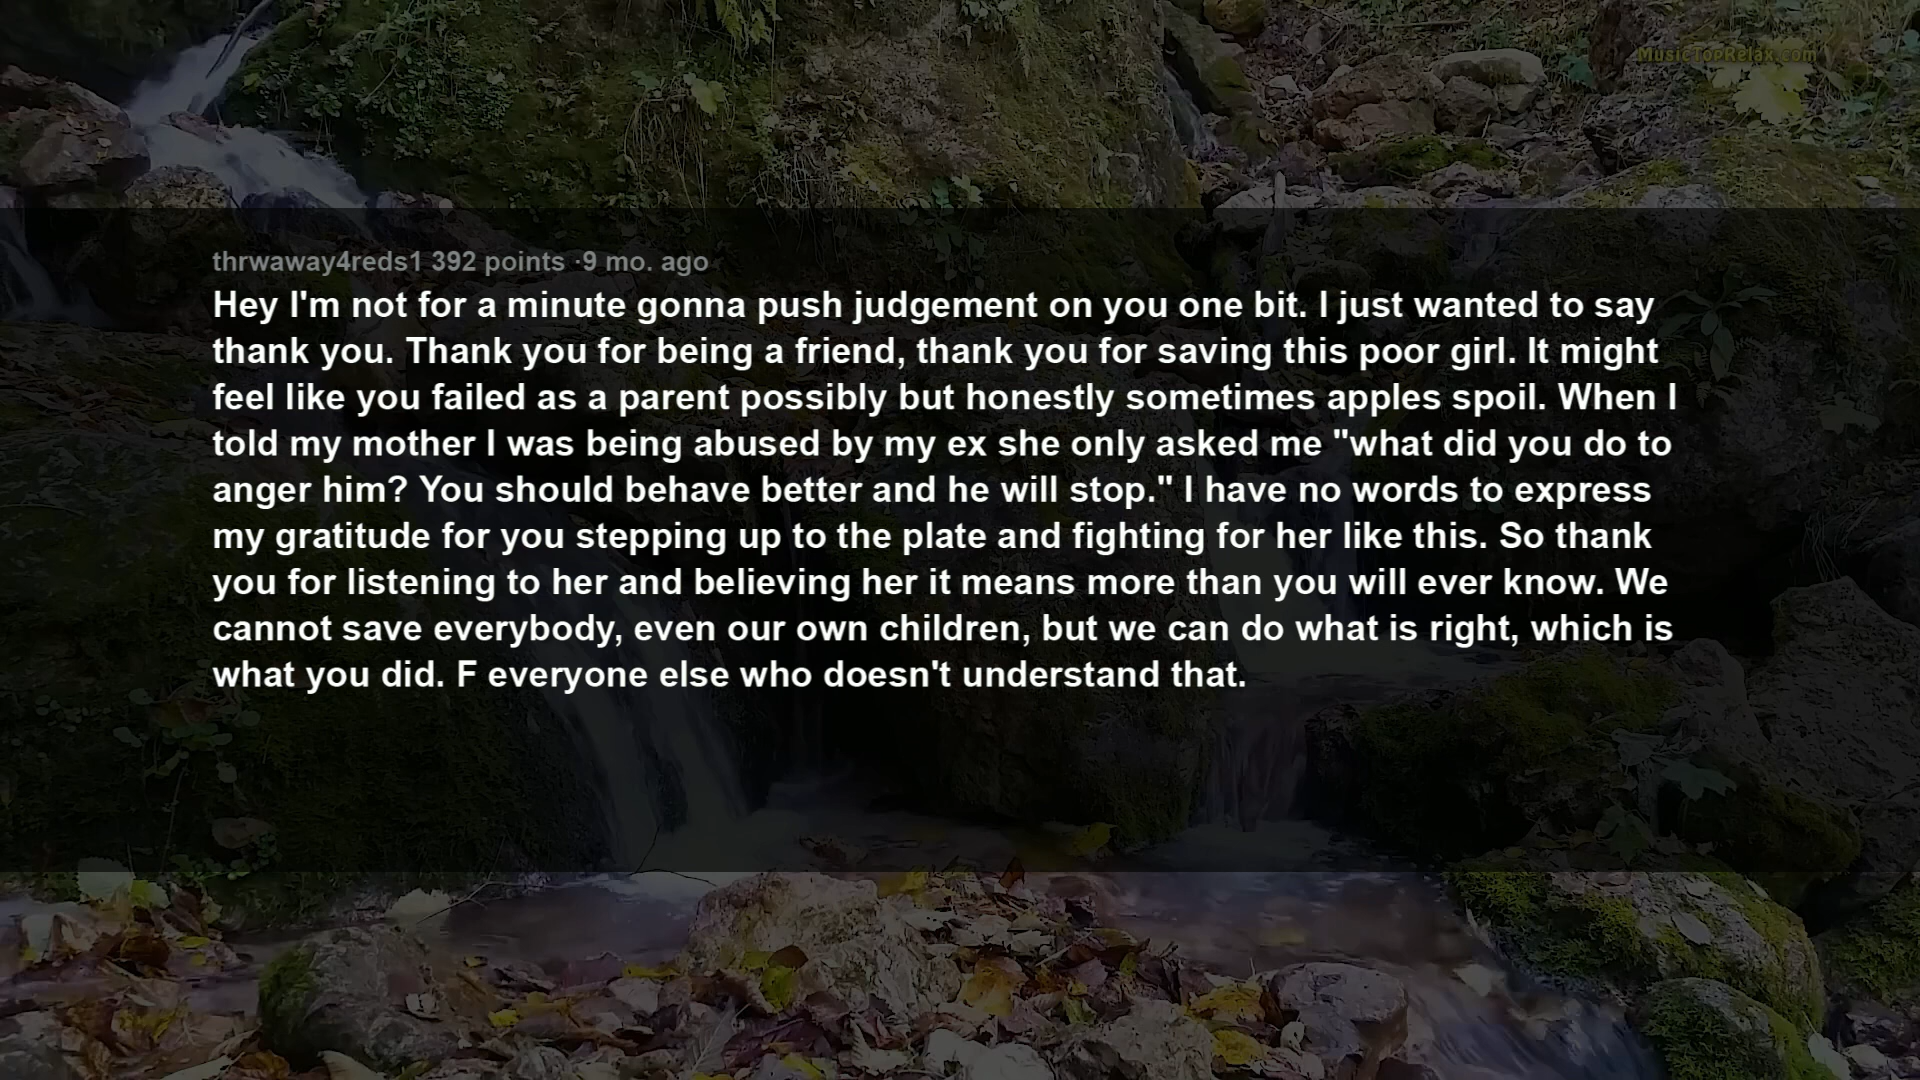 MusicTopRelax.com
thrwaway4reds1 392 points ·9 mo. ago
Hey I'm not for a minute gonna push judgement on you one bit. I just wanted to say
thank you. Thank you for being a friend, thank you for saving this poor girl. It might
feel like you failed as a parent possibly but honestly sometimes apples spoil. When I
told my mother I was being abused by my ex she only asked me "what did you do to
anger him? You should behave better and he will stop." I have no words to express
my gratitude for you stepping up to the plate and fighting for her like this. So thank
you for listening to her and believing her it means more than you will ever know. We
cannot save everybody, even our own children, but we can do what is right, which is
what you did. F everyone else who doesn't understand that.